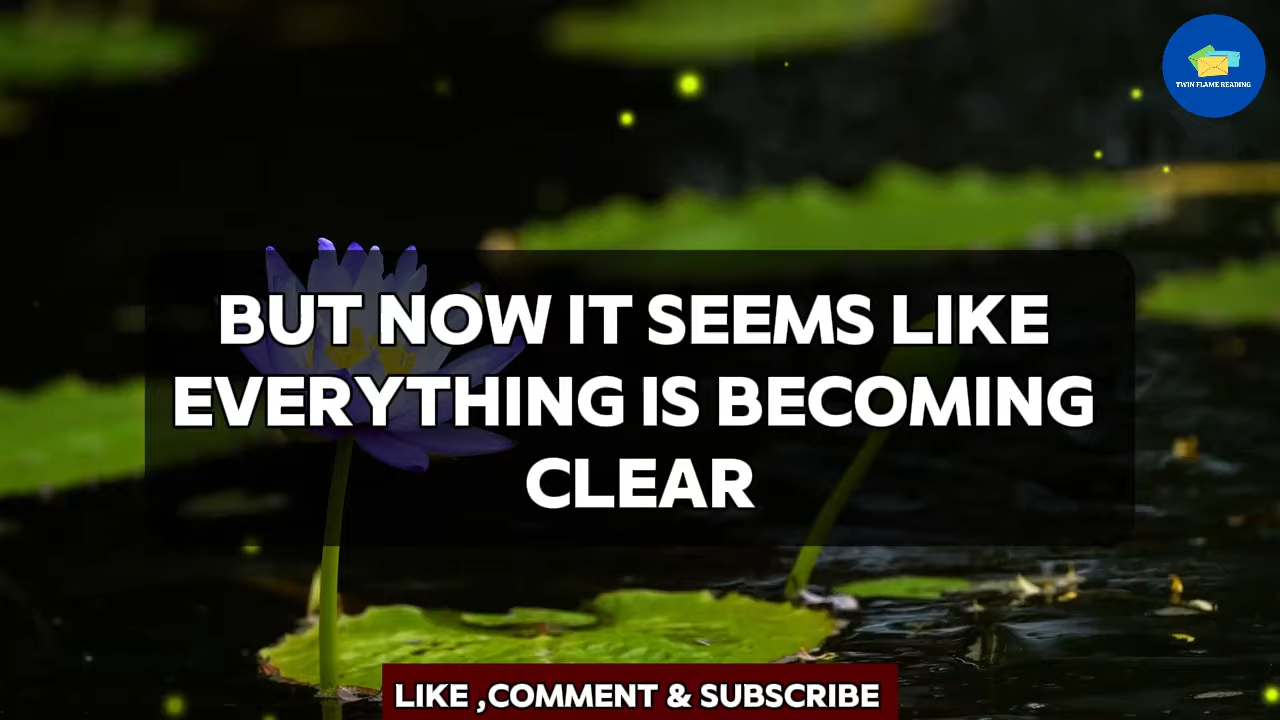 TWIN FLAME READING
BUT NOW IT SEEMS LIKE
EVERYTHING IS BECOMING
CLEAR
LIKE ,COMMENT & SUBSCRIBE